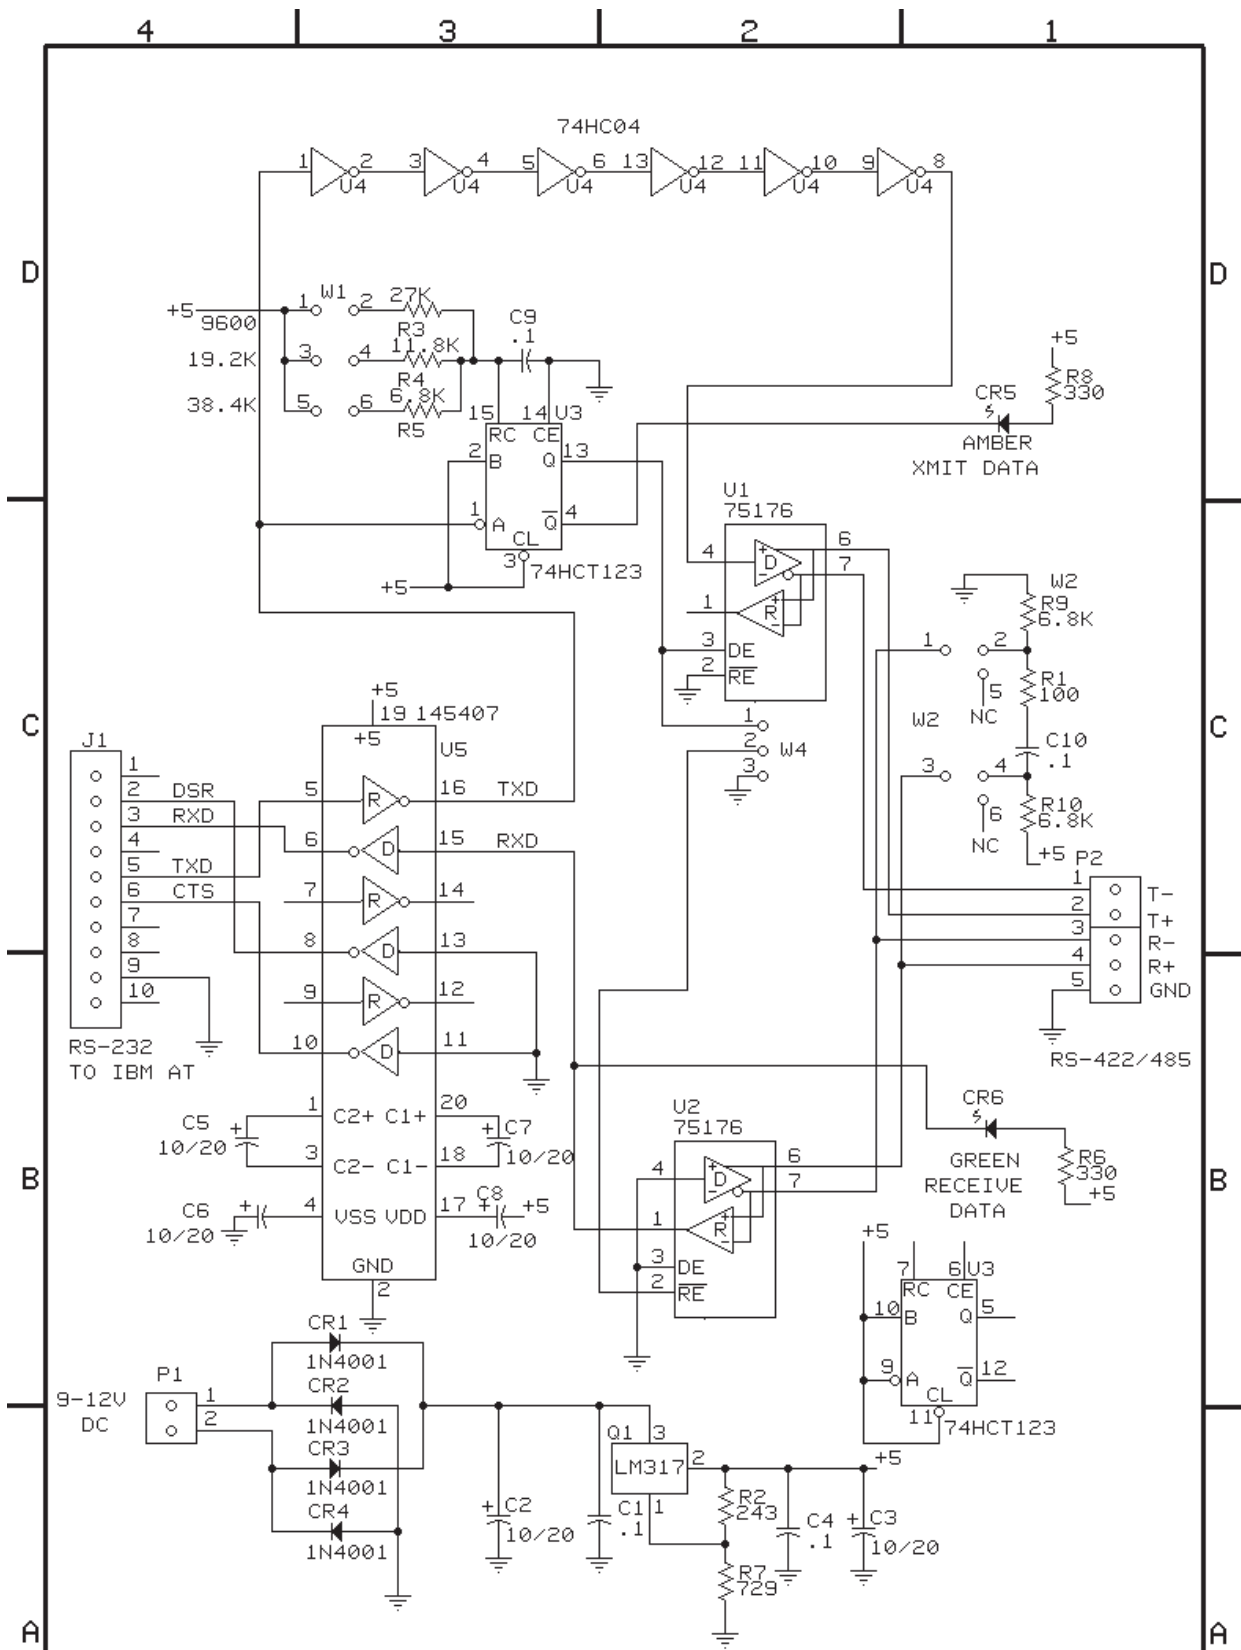 4 3 2 1
74HC04
1 2 3 4 5 6 13 12 11 10 9 8
U4 U4 U4 U4 U4 U4
D D
W1
+5 1 2 27K
9600 R3
C9
.1
19.2K 3 4 11.8K
R4
38.4K 5 6 6.8K
R5
15 14 U3
RC CE
2 B Q 13
1 A Q 4
CL
3 74HCT123
+5
+5
R8
330
CR5
AMBER
XMIT DATA
U1
75176
4 D 6
7
1 R
3 DE
2 RE
1
2 W4
3
W2
R9
6.8K
1 2
R1
100
5
NC
W2
C10
.1
3 4
R10
6.8K
6
NC
+5
P2
1 T-
2 T+
3 R-
4 R+
5 GND
RS-422/485
C C
+5
19 145407
+5 U5
J1
1
2 DSR
3 RXD
4
5 TXD
6 CTS
7
8
9
10
RS-232
TO IBM AT
5 R 16 TXD
6 D 15 RXD
7 R 14
8 D 13
9 R 12
10 D 11
1 C2+ C1+ 20
C5
10/20
C7
10/20
3 C2- C1- 18
4 VSS VDD 17
C6
10/20
C8
+5
10/20
GND
2
B B
U2
75176
4 D 6
7
1 R
3 DE
2 RE
CR6
GREEN
RECEIVE
DATA
R6
330
+5
+5
7 6 U3
RC CE
10 B Q 5
9 A Q 12
CL
11 74HCT123
P1
9-12V
DC
1
2
CR1
1N4001
CR2
1N4001
CR3
1N4001
CR4
1N4001
C2
10/20
C1
.1
Q1 3
LM317 2
1
+5
R2
243
R7
729
C4
.1
C3
10/20
A A